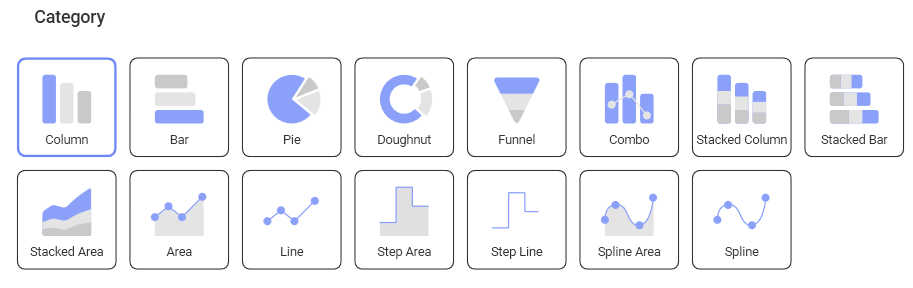 Category
Column
Bar
Pie
Doughnut
Funnel
Combo
Stacked Column
Stacked Bar
Stacked Area
Area
Line
Step Area
Step Line
Spline Area
Spline